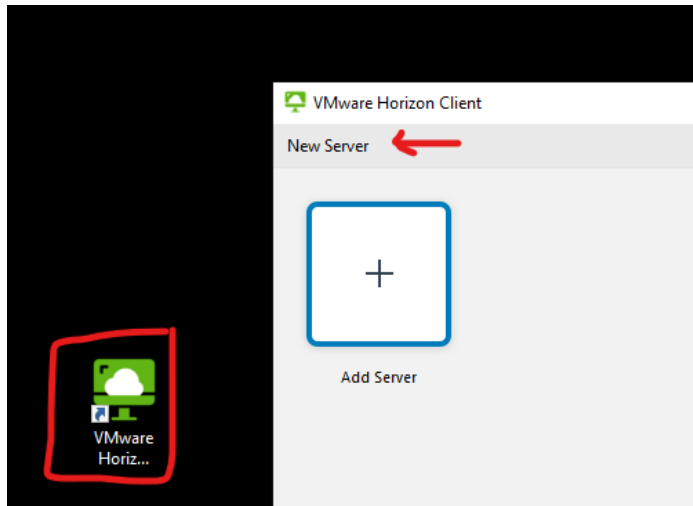 VMware Horizon Client
New Server
Add Server
VMware
Horiz...